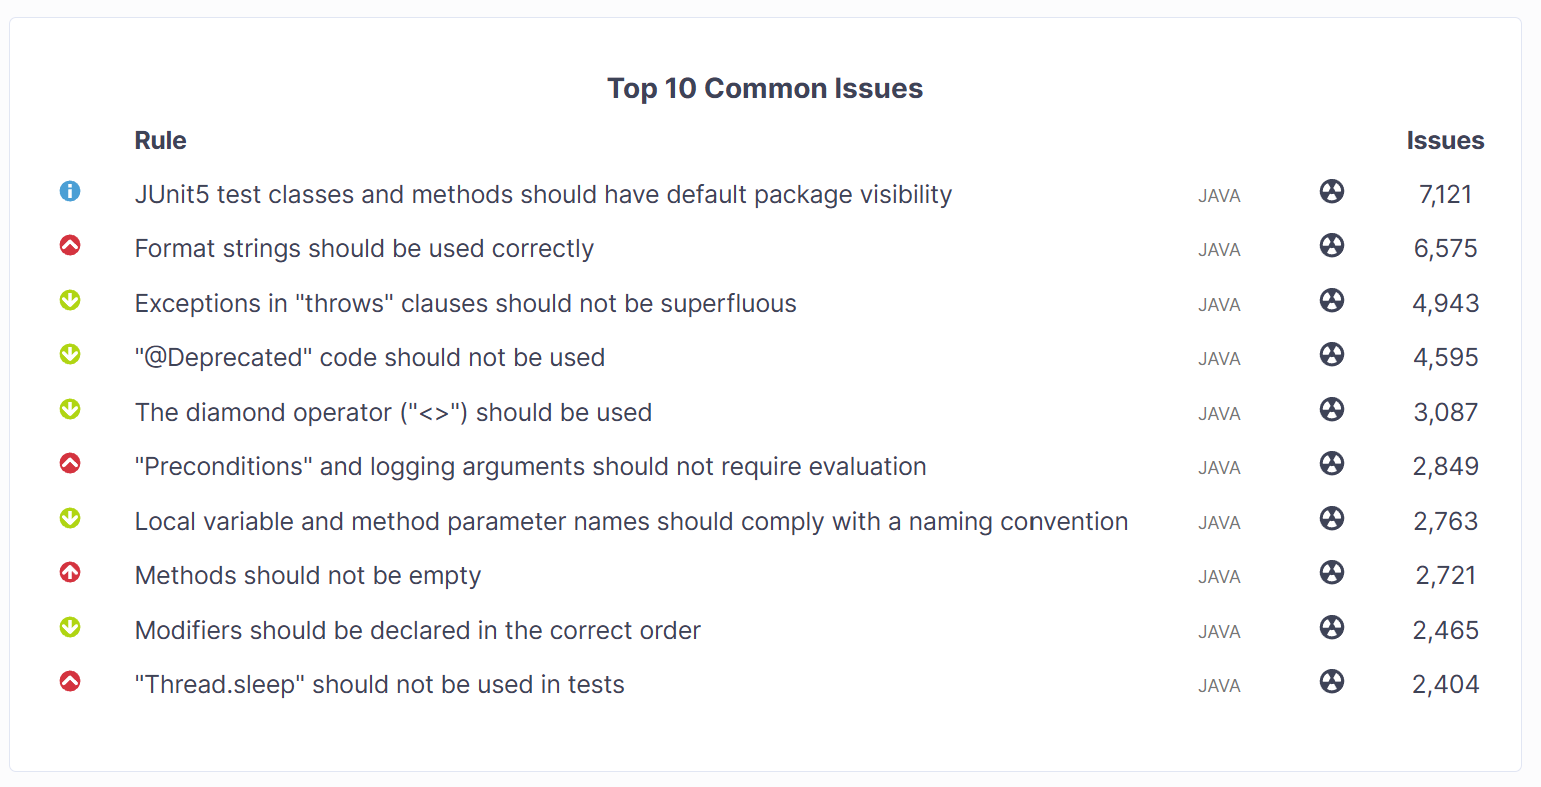 Top 10 Common Issues
Rule Issues
JUnit5 test classes and methods should have default package visibility JAVA 7,121
Format strings should be used correctly JAVA 6,575
Exceptions in "throws" clauses should not be superfluous JAVA 4,943
"@Deprecated" code should not be used JAVA 4,595
The diamond operator ("<>") should be used JAVA 3,087
"Preconditions" and logging arguments should not require evaluation JAVA 2,849
Local variable and method parameter names should comply with a naming convention JAVA 2,763
Methods should not be empty JAVA 2,721
Modifiers should be declared in the correct order JAVA 2,465
"Thread.sleep" should not be used in tests JAVA 2,404